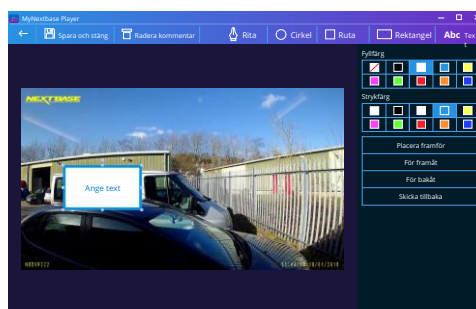 MyNextbase Player
Spara och stäng
Radera kommentar
Rita
Cirkel
Ruta
Rektangel
Abc Tex
t
Fyllfärg
Strykfärg
Placera framför
För framåt
För bakåt
Skicka tillbaka
NEXTBASE
Ange text